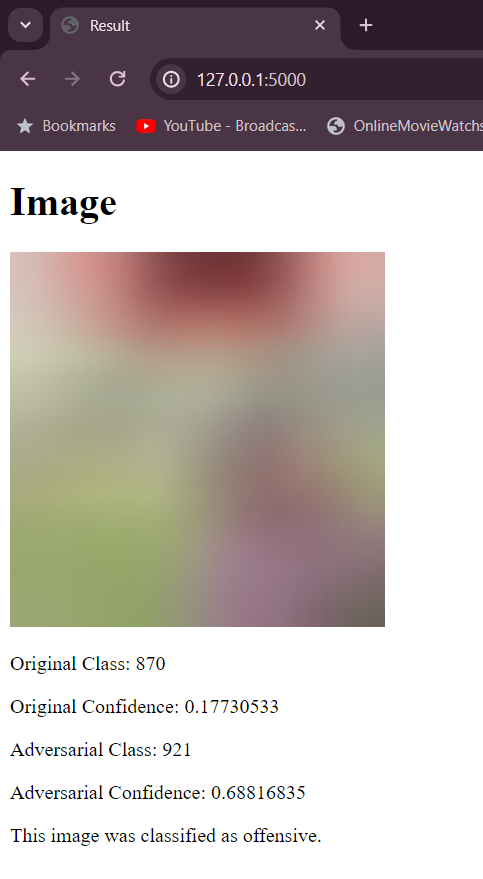 Result
127.0.0.1:5000
Bookmarks YouTube - Broadcas... OnlineMovieWatchs
Image
Original Class: 870
Original Confidence: 0.17730533
Adversarial Class: 921
Adversarial Confidence: 0.68816835
This image was classified as offensive.